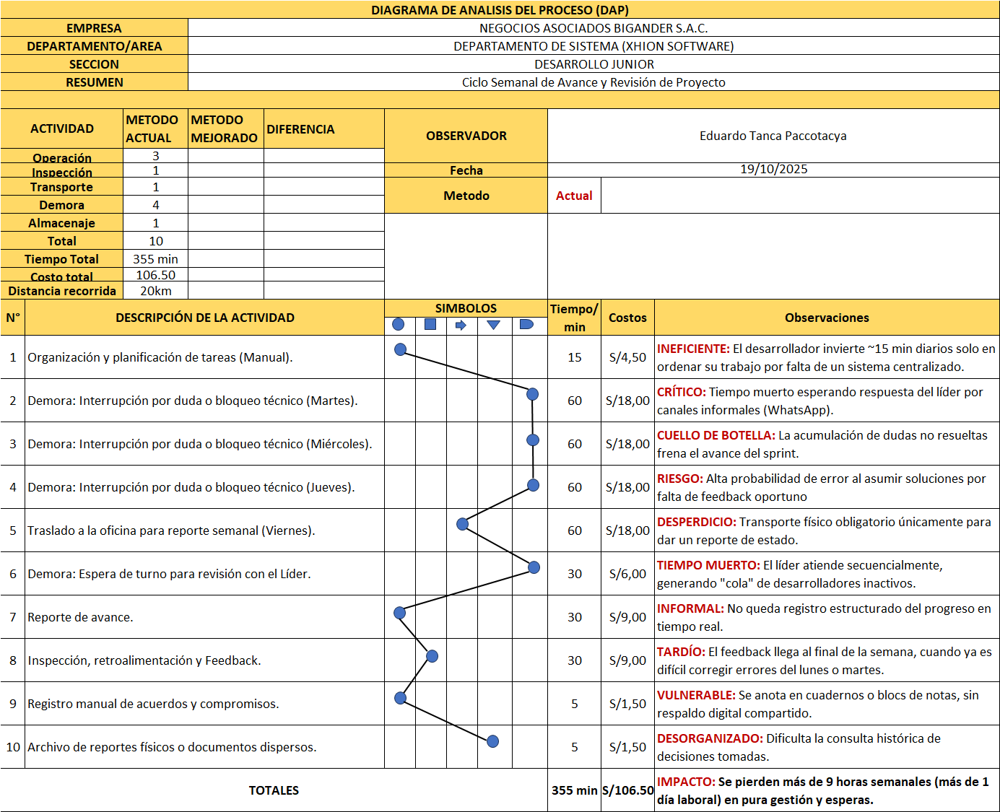 DIAGRAMA DE ANALISIS DEL PROCESO (DAP)
EMPRESA NEGOCIOS ASOCIADOS BIGANDER S.A.C.
DEPARTAMENTO/AREA DEPARTAMENTO DE SISTEMA (XHION SOFTWARE)
SECCION DESARROLLO JUNIOR
RESUMEN Ciclo Semanal de Avance y Revisión de Proyecto
ACTIVIDAD METODO ACTUAL METODO MEJORADO DIFERENCIA OBSERVADOR Eduardo Tanca Paccotacya
Operación 3
Inspección 1 Fecha 19/10/2025
Transporte 1 Metodo Actual
Demora 4
Almacenaje 1
Total 10
Tiempo Total 355 min
Costo total 106.50
Distancia recorrida 20km
N° DESCRIPCIÓN DE LA ACTIVIDAD SIMBOLOS Tiempo/ min Costos Observaciones
1 Organización y planificación de tareas (Manual). 15 S/4,50 INEFICIENTE: El desarrollador invierte ~15 min diarios solo en
ordenar su trabajo por falta de un sistema centralizado.
2 Demora: Interrupción por duda o bloqueo técnico (Martes). 60 S/18,00 CRÍTICO: Tiempo muerto esperando respuesta del líder por
canales informales (WhatsApp).
3 Demora: Interrupción por duda o bloqueo técnico (Miércoles). 60 S/18,00 CUELLO DE BOTELLA: La acumulación de dudas no resueltas
frena el avance del sprint.
4 Demora: Interrupción por duda o bloqueo técnico (Jueves). 60 S/18,00 RIESGO: Alta probabilidad de error al asumir soluciones por
falta de feedback oportuno
5 Traslado a la oficina para reporte semanal (Viernes). 60 S/18,00 DESPERDICIO: Transporte físico obligatorio únicamente para
dar un reporte de estado.
6 Demora: Espera de turno para revisión con el Líder. 30 S/6,00 TIEMPO MUERTO: El líder atiende secuencialmente,
generando "cola" de desarrolladores inactivos.
7 Reporte de avance. 30 S/9,00 INFORMAL: No queda registro estructurado del progreso en
tiempo real.
8 Inspección, retroalimentación y Feedback. 30 S/9,00 TARDÍO: El feedback llega al final de la semana, cuando ya es
difícil corregir errores del lunes o martes.
9 Registro manual de acuerdos y compromisos. 5 S/1,50 VULNERABLE: Se anota en cuadernos o blocs de notas, sin
respaldo digital compartido.
10 Archivo de reportes físicos o documentos dispersos. 5 S/1,50 DESORGANIZADO: Dificulta la consulta histórica de
decisiones tomadas.
TOTALES 355 min S/106.50 IMPACTO: Se pierden más de 9 horas semanales (más de 1
día laboral) en pura gestión y esperas.